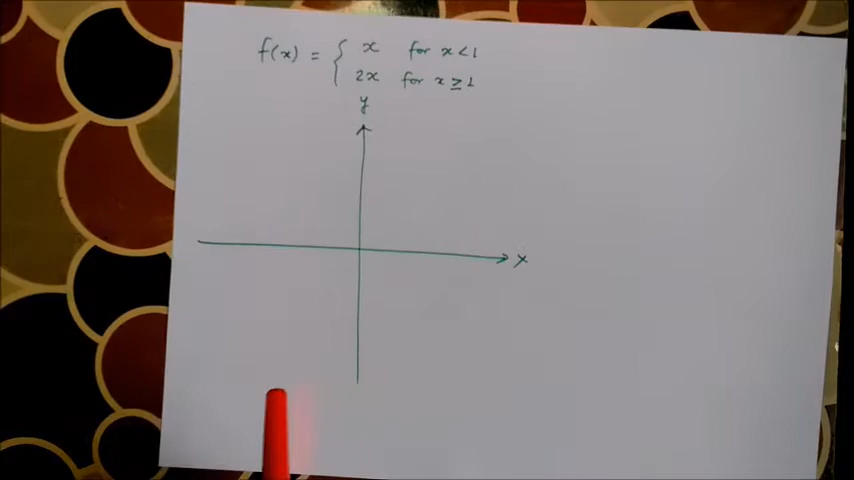 f(x) = { x for x < 1
2x for x ≥ 1
y
x